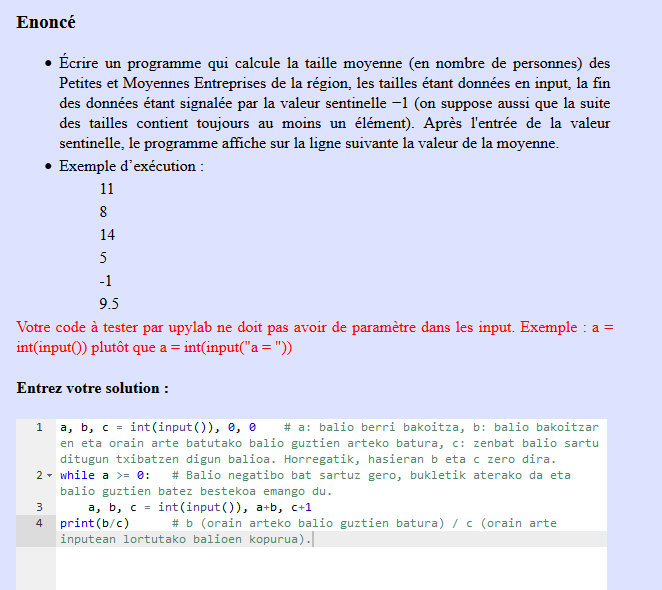 Enoncé
• Écrire un programme qui calcule la taille moyenne (en nombre de personnes) des
Petites et Moyennes Entreprises de la région, les tailles étant données en input, la fin
des données étant signalée par la valeur sentinelle −1 (on suppose aussi que la suite
des tailles contient toujours au moins un élément). Après l'entrée de la valeur
sentinelle, le programme affiche sur la ligne suivante la valeur de la moyenne.
• Exemple d’exécution :
11
8
14
5
-1
9.5
Votre code à tester par upylab ne doit pas avoir de paramètre dans les input. Exemple : a =
int(input()) plutôt que a = int(input("a = "))
Entrez votre solution :
1 a, b, c = int(input()), 0, 0    # a: balio berri bakoitza, b: balio bakoitzar
en eta orain arte batutako balio guztien arteko batura, c: zenbat balio sartu
ditugun txibatzen digun balioa. Horregatik, hasieran b eta c zero dira.
2 while a >= 0:   # Balio negatibo bat sartuz gero, bukletik aterako da eta
balio guztien batez bestekoa emango du.
3     a, b, c = int(input()), a+b, c+1
4 print(b/c)      # b (orain arteko balio guztien batura) / c (orain arte
inputean lortutako balioen kopurua).